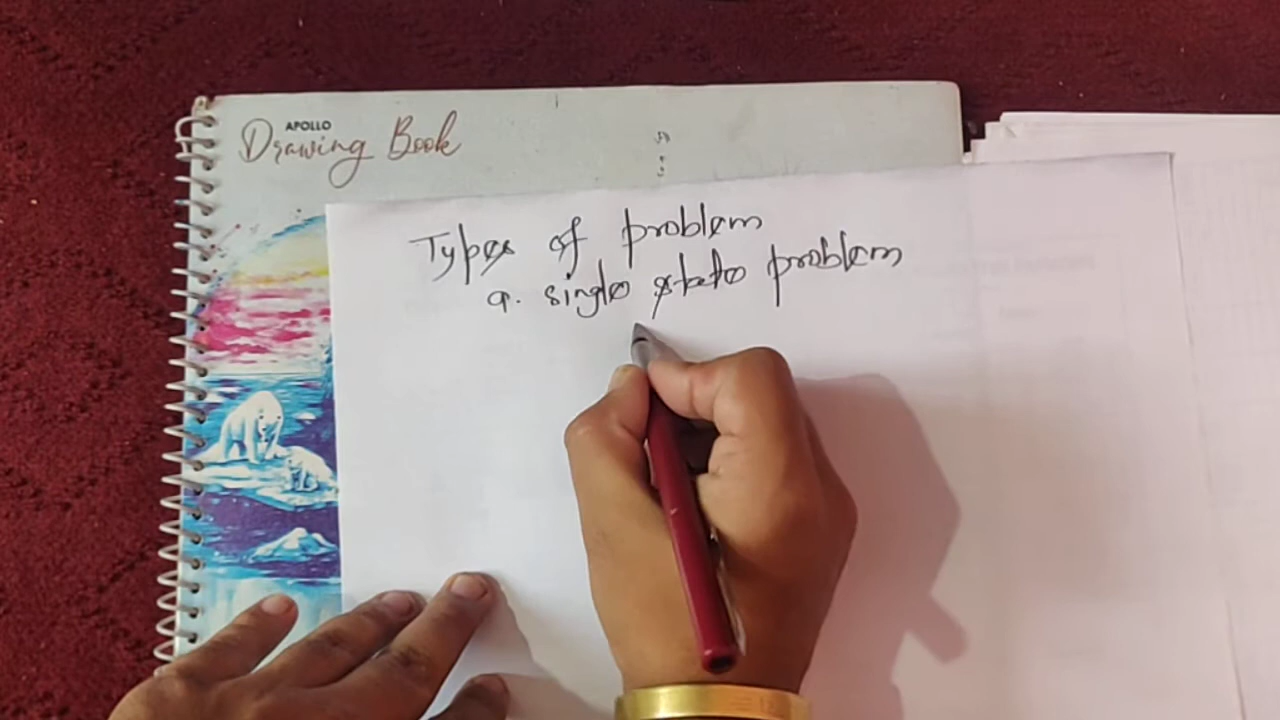 APOLLO
Drawing Book
Types of problem
a. single state problem